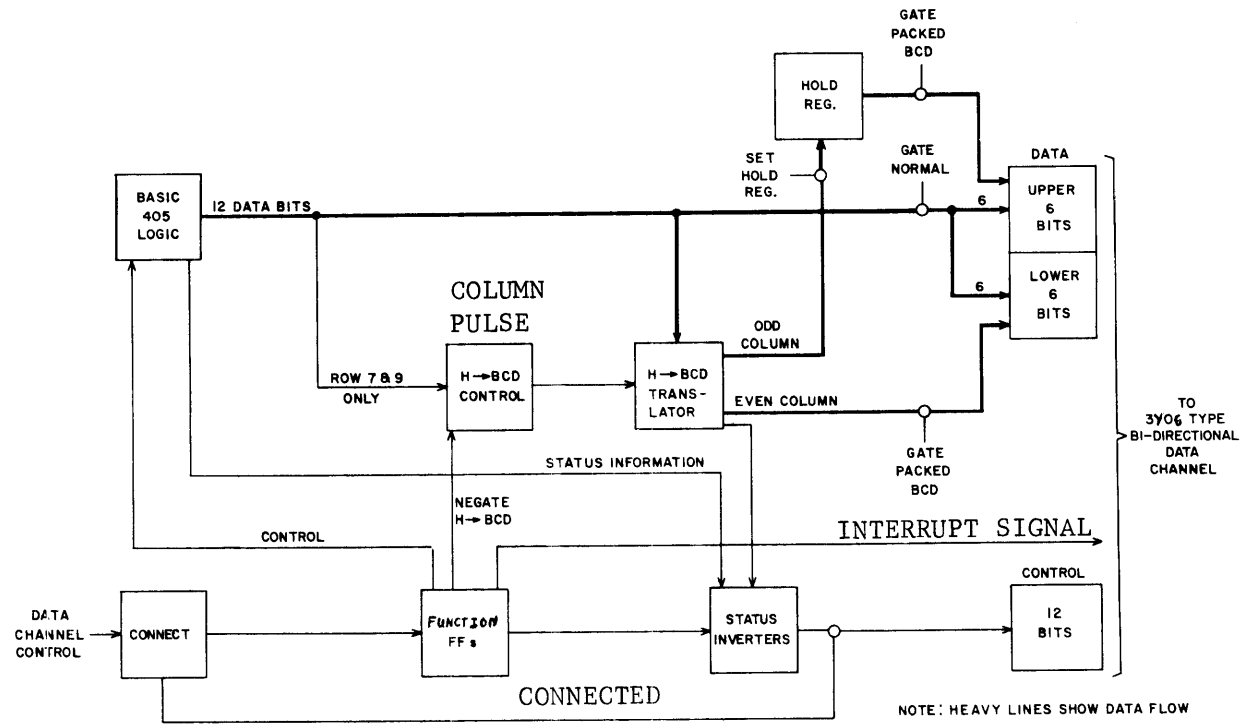 GATE
PACKED
BCD
HOLD
REG.
SET
HOLD
REG.
GATE
NORMAL
DATA
UPPER
6
BITS
LOWER
6
BITS
6
6
BASIC
405
LOGIC
12 DATA BITS
COLUMN
PULSE
ROW 7 & 9
ONLY
H→BCD
CONTROL
H→BCD
TRANS-
LATOR
ODD
COLUMN
EVEN COLUMN
GATE
PACKED
BCD
TO
3Y06 TYPE
BI-DIRECTIONAL
DATA
CHANNEL
STATUS INFORMATION
NEGATE
H→BCD
CONTROL
INTERRUPT SIGNAL
DATA
CHANNEL
CONTROL
CONNECT
FUNCTION
FFs
STATUS
INVERTERS
CONTROL
12
BITS
CONNECTED
NOTE: HEAVY LINES SHOW DATA FLOW